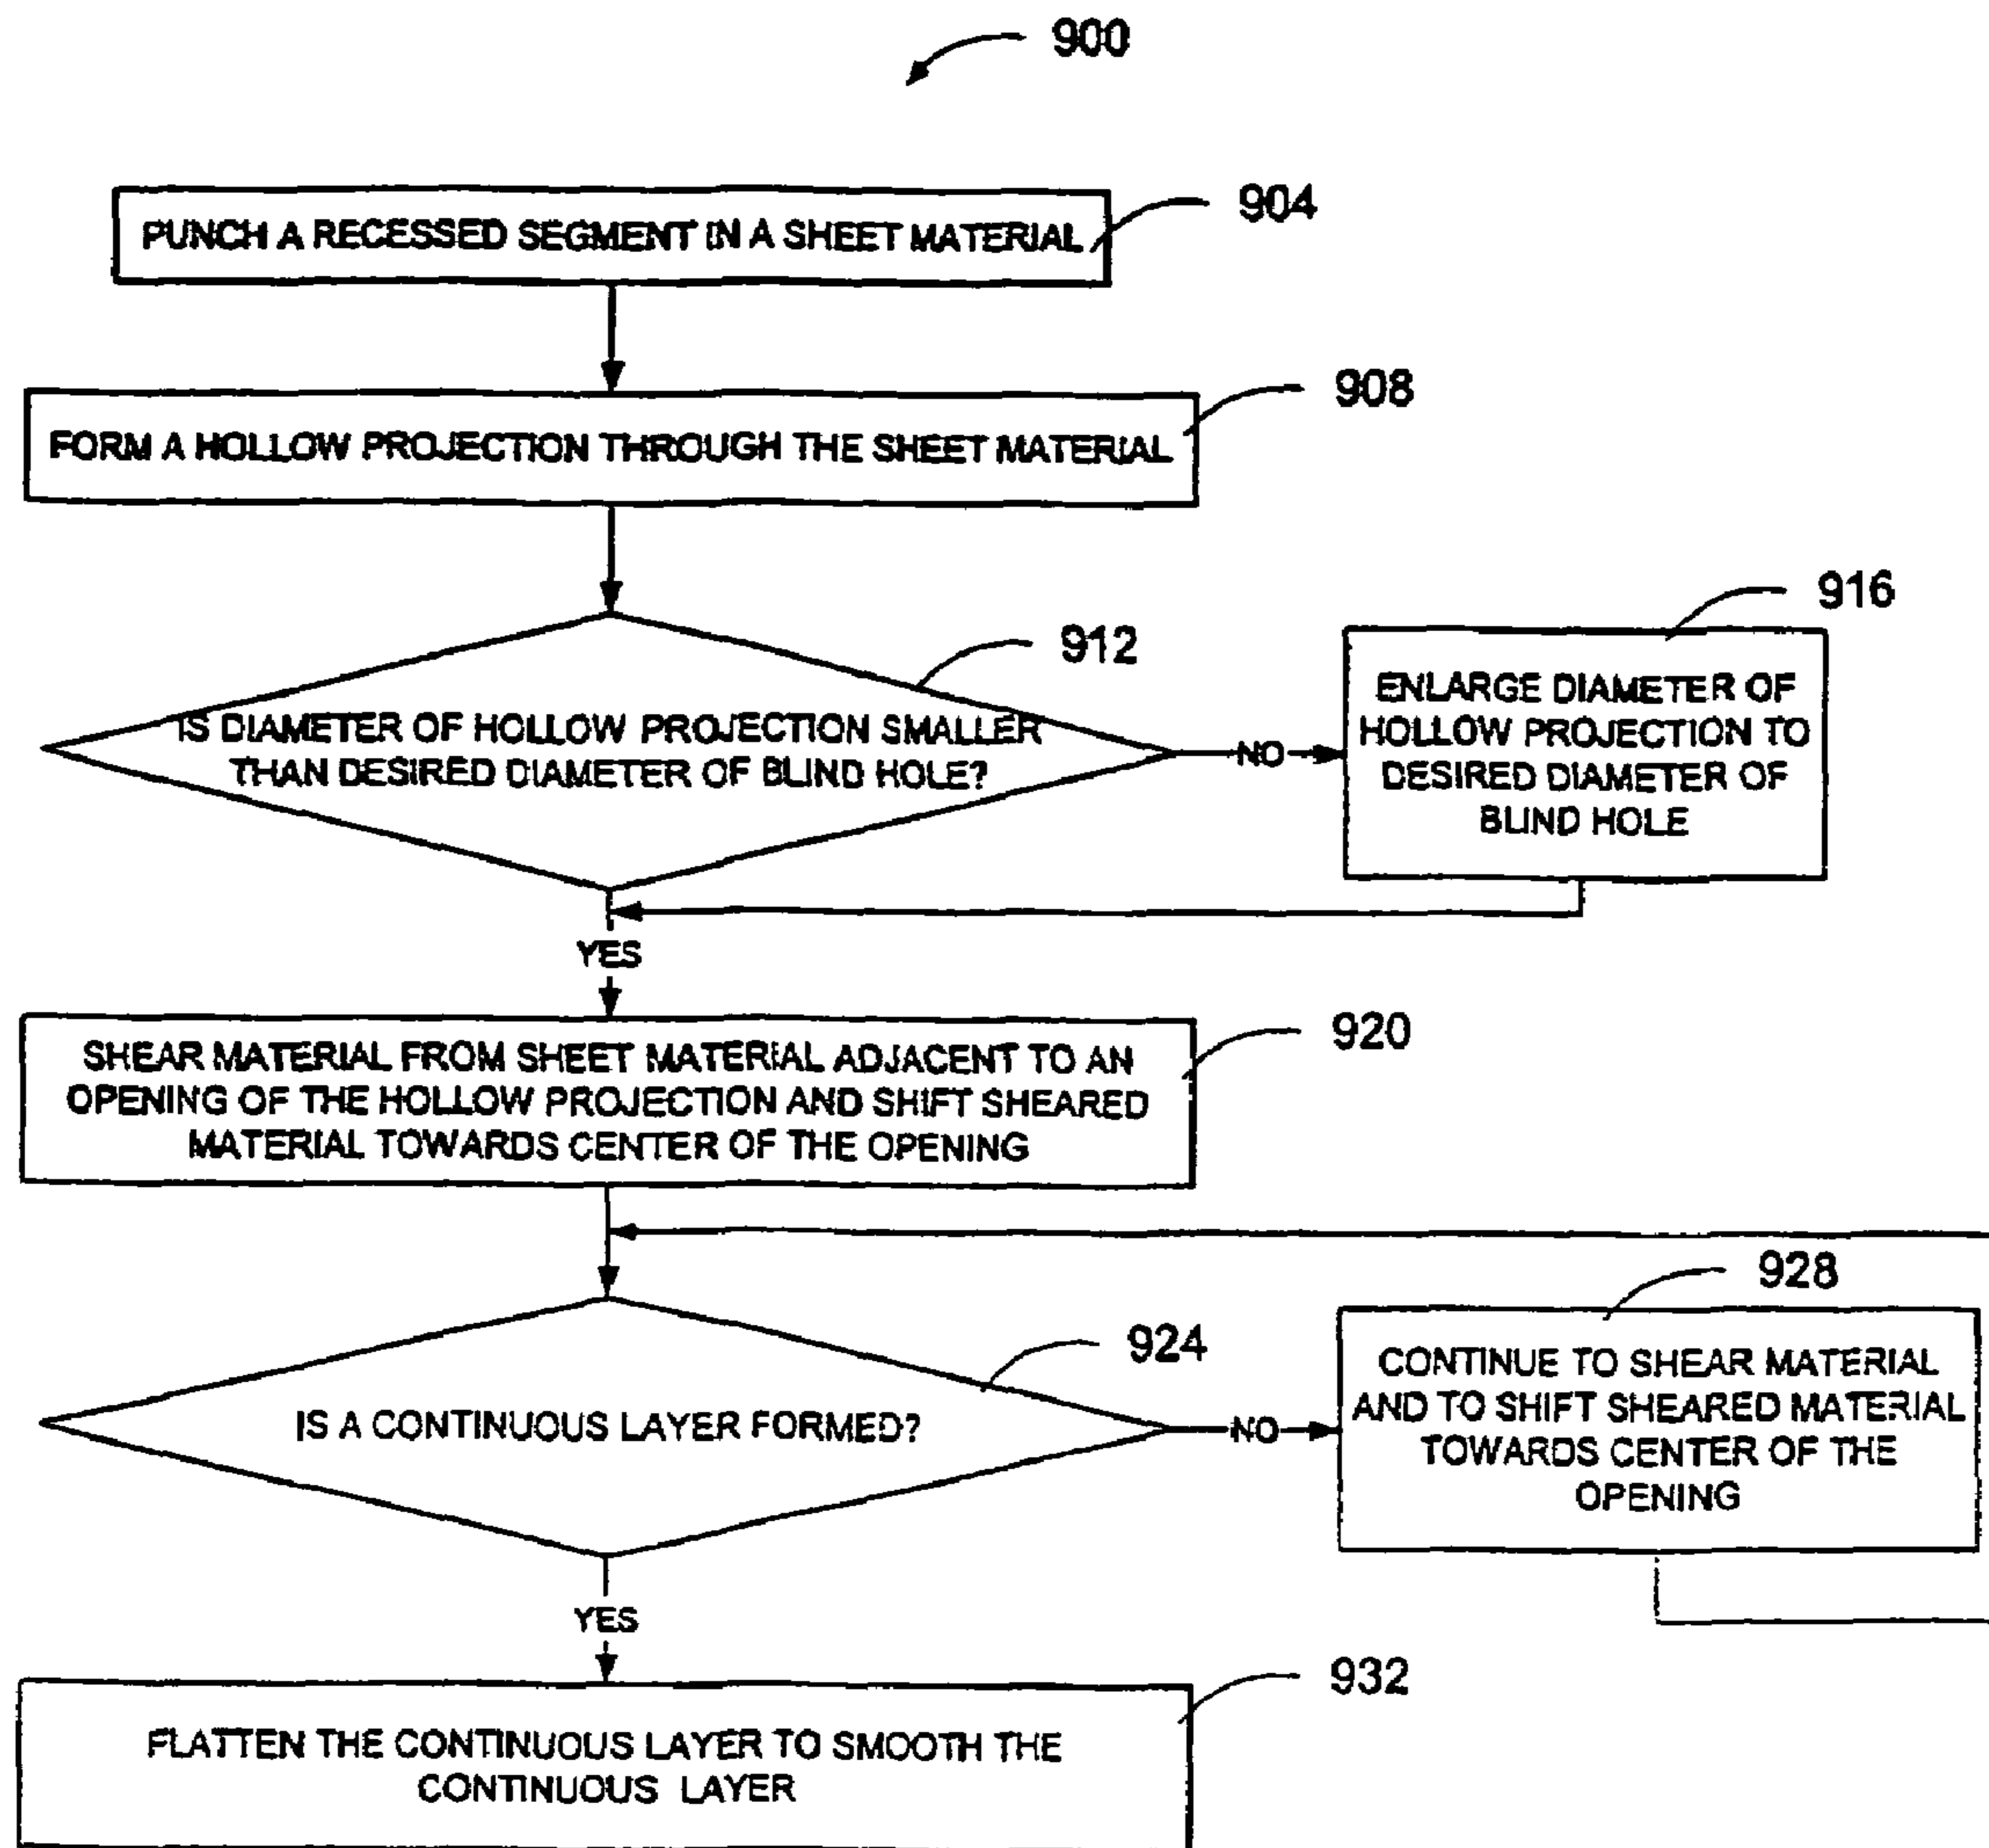 900
PUNCH A RECESSED SEGMENT IN A SHEET MATERIAL
904
FORM A HOLLOW PROJECTION THROUGH THE SHEET MATERIAL
908
IS DIAMETER OF HOLLOW PROJECTION SMALLER
THAN DESIRED DIAMETER OF BLIND HOLE?
912
NO
ENLARGE DIAMETER OF
HOLLOW PROJECTION TO
DESIRED DIAMETER OF
BLIND HOLE
916
YES
SHEAR MATERIAL FROM SHEET MATERIAL ADJACENT TO AN
OPENING OF THE HOLLOW PROJECTION AND SHIFT SHEARED
MATERIAL TOWARDS CENTER OF THE OPENING
920
IS A CONTINUOUS LAYER FORMED?
924
NO
CONTINUE TO SHEAR MATERIAL
AND TO SHIFT SHEARED MATERIAL
TOWARDS CENTER OF THE
OPENING
928
YES
FLATTEN THE CONTINUOUS LAYER TO SMOOTH THE
CONTINUOUS LAYER
932